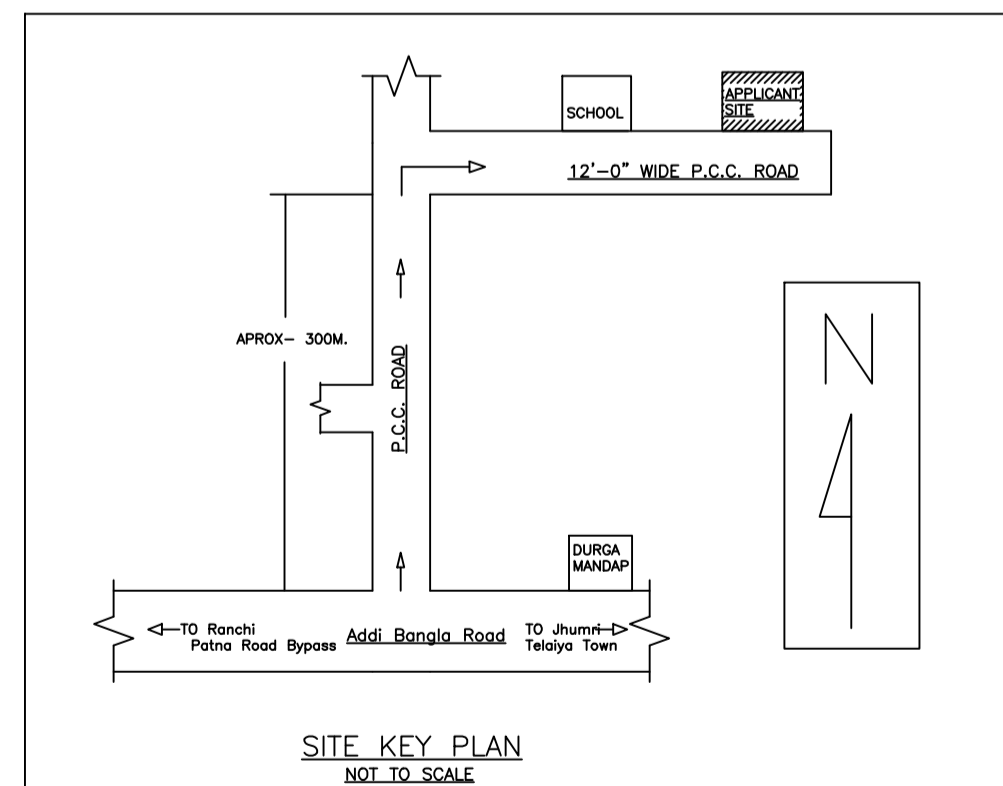 SCHOOL
APPLICANT
SITE
12'-0" WIDE P.C.C. ROAD
APROX- 300M.
P.C.C. ROAD
N
DURGA
MANDAP
TO Ranchi
Patna Road Bypass
Addi Bangla Road
TO Jhumri
Telaiya Town
SITE KEY PLAN
NOT TO SCALE